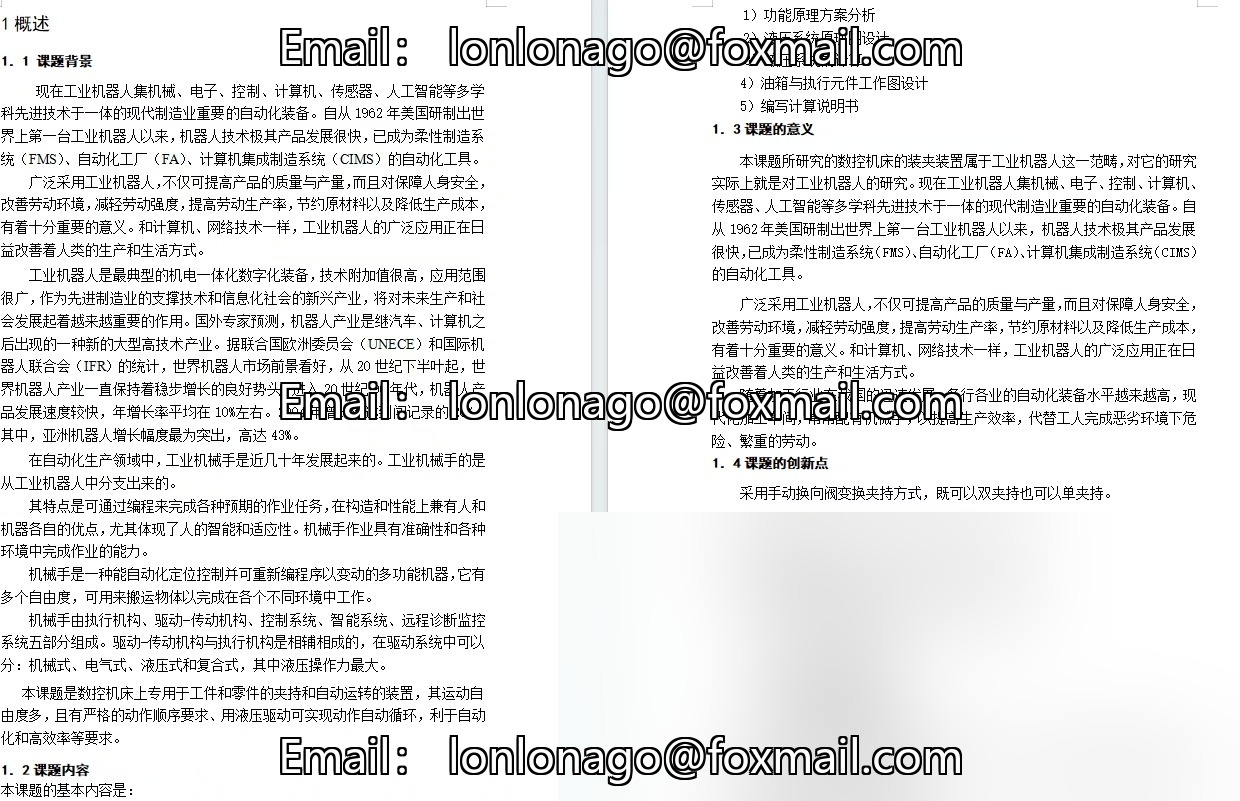 1 概述
1. 1 课题背景
现在工业机器人集机械、电子、控制、计算机、传感器、人工智能等多学
科先进技术于一体的现代制造业重要的自动化装备。自从 1962 年美国研制出世
界上第一台工业机器人以来，机器人技术极其产品发展很快，已成为柔性制造系
统（FMS）、自动化工厂（FA）、计算机集成制造系统（CIMS）的自动化工具。
广泛采用工业机器人，不仅可提高产品的质量与产量，而且对保障人身安全，
改善劳动环境，减轻劳动强度，提高劳动生产率，节约原材料以及降低生产成本，
有着十分重要的意义。和计算机、网络技术一样，工业机器人的广泛应用正在日
益改善着人类的生产和生活方式。
工业机器人是最典型的机电一体化数字化装备，技术附加值很高，应用范围
很广，作为先进制造业的支撑技术和信息化社会的新兴产业，将对未来生产和社
会发展起着越来越重要的作用。国外专家预测，机器人产业是继汽车、计算机之
后出现的一种新的大型高技术产业。据联合国欧洲委员会（UNECE）和国际机
器人联合会（IFR）的统计，世界机器人市场前景看好，从 20 世纪下半叶起，世
界机器人产业一直保持着稳步增长的良好势头。进入 20 世纪 年代，机器人产
品发展速度较快，年增长率平均在 10%左右。 记录的
其中，亚洲机器人增长幅度最为突出，高达 43%。
在自动化生产领域中，工业机械手是近几十年发展起来的。工业机械手的是
从工业机器人中分支出来的。
其特点是可通过编程来完成各种预期的作业任务，在构造和性能上兼有人和
机器各自的优点，尤其体现了人的智能和适应性。机械手作业具有准确性和各种
环境中完成作业的能力。
机械手是一种能自动化定位控制并可重新编程序以变动的多功能机器，它有
多个自由度，可用来搬运物体以完成在各个不同环境中工作。
机械手由执行机构、驱动-传动机构、控制系统、智能系统、远程诊断监控
系统五部分组成。驱动-传动机构与执行机构是相辅相成的，在驱动系统中可以
分：机械式、电气式、液压式和复合式，其中液压操作力最大。
本课题是数控机床上专用于工件和零件的夹持和自动运转的装置，其运动自
由度多，且有严格的动作顺序要求、用液压驱动可实现动作自动循环，利于自动
化和高效率等要求。
1. 2 课题内容
本课题的基本内容是：
1）功能原理方案分析
2）液压系统原理图设计
4）油箱与执行元件工作图设计
5）编写计算说明书
1. 3 课题的意义
本课题所研究的数控机床的装夹装置属于工业机器人这一范畴，对它的研究
实际上就是对工业机器人的研究。现在工业机器人集机械、电子、控制、计算机、
传感器、人工智能等多学科先进技术于一体的现代制造业重要的自动化装备。自
从 1962 年美国研制出世界上第一台工业机器人以来，机器人技术极其产品发展
很快，已成为柔性制造系统（FMS）、自动化工厂（FA）、计算机集成制造系统（CIMS）
的自动化工具。
广泛采用工业机器人，不仅可提高产品的质量与产量，而且对保障人身安全，
改善劳动环境，减轻劳动强度，提高劳动生产率，节约原材料以及降低生产成本，
有着十分重要的意义。和计算机、网络技术一样，工业机器人的广泛应用正在日
益改善着人类的生产和生活方式。
国的 发展，各行各业的自动化装备水平越来越高，现
代化加工车间，常常配有机械手，以提高生产效率，代替工人完成恶劣环境下危
险、繁重的劳动。
1. 4 课题的创新点
采用手动换向阀变换夹持方式，既可以双夹持也可以单夹持。
Email： lonlonago@foxmail.com
Email： lonlonago@foxmail.com
Email： lonlonago@foxmail.com